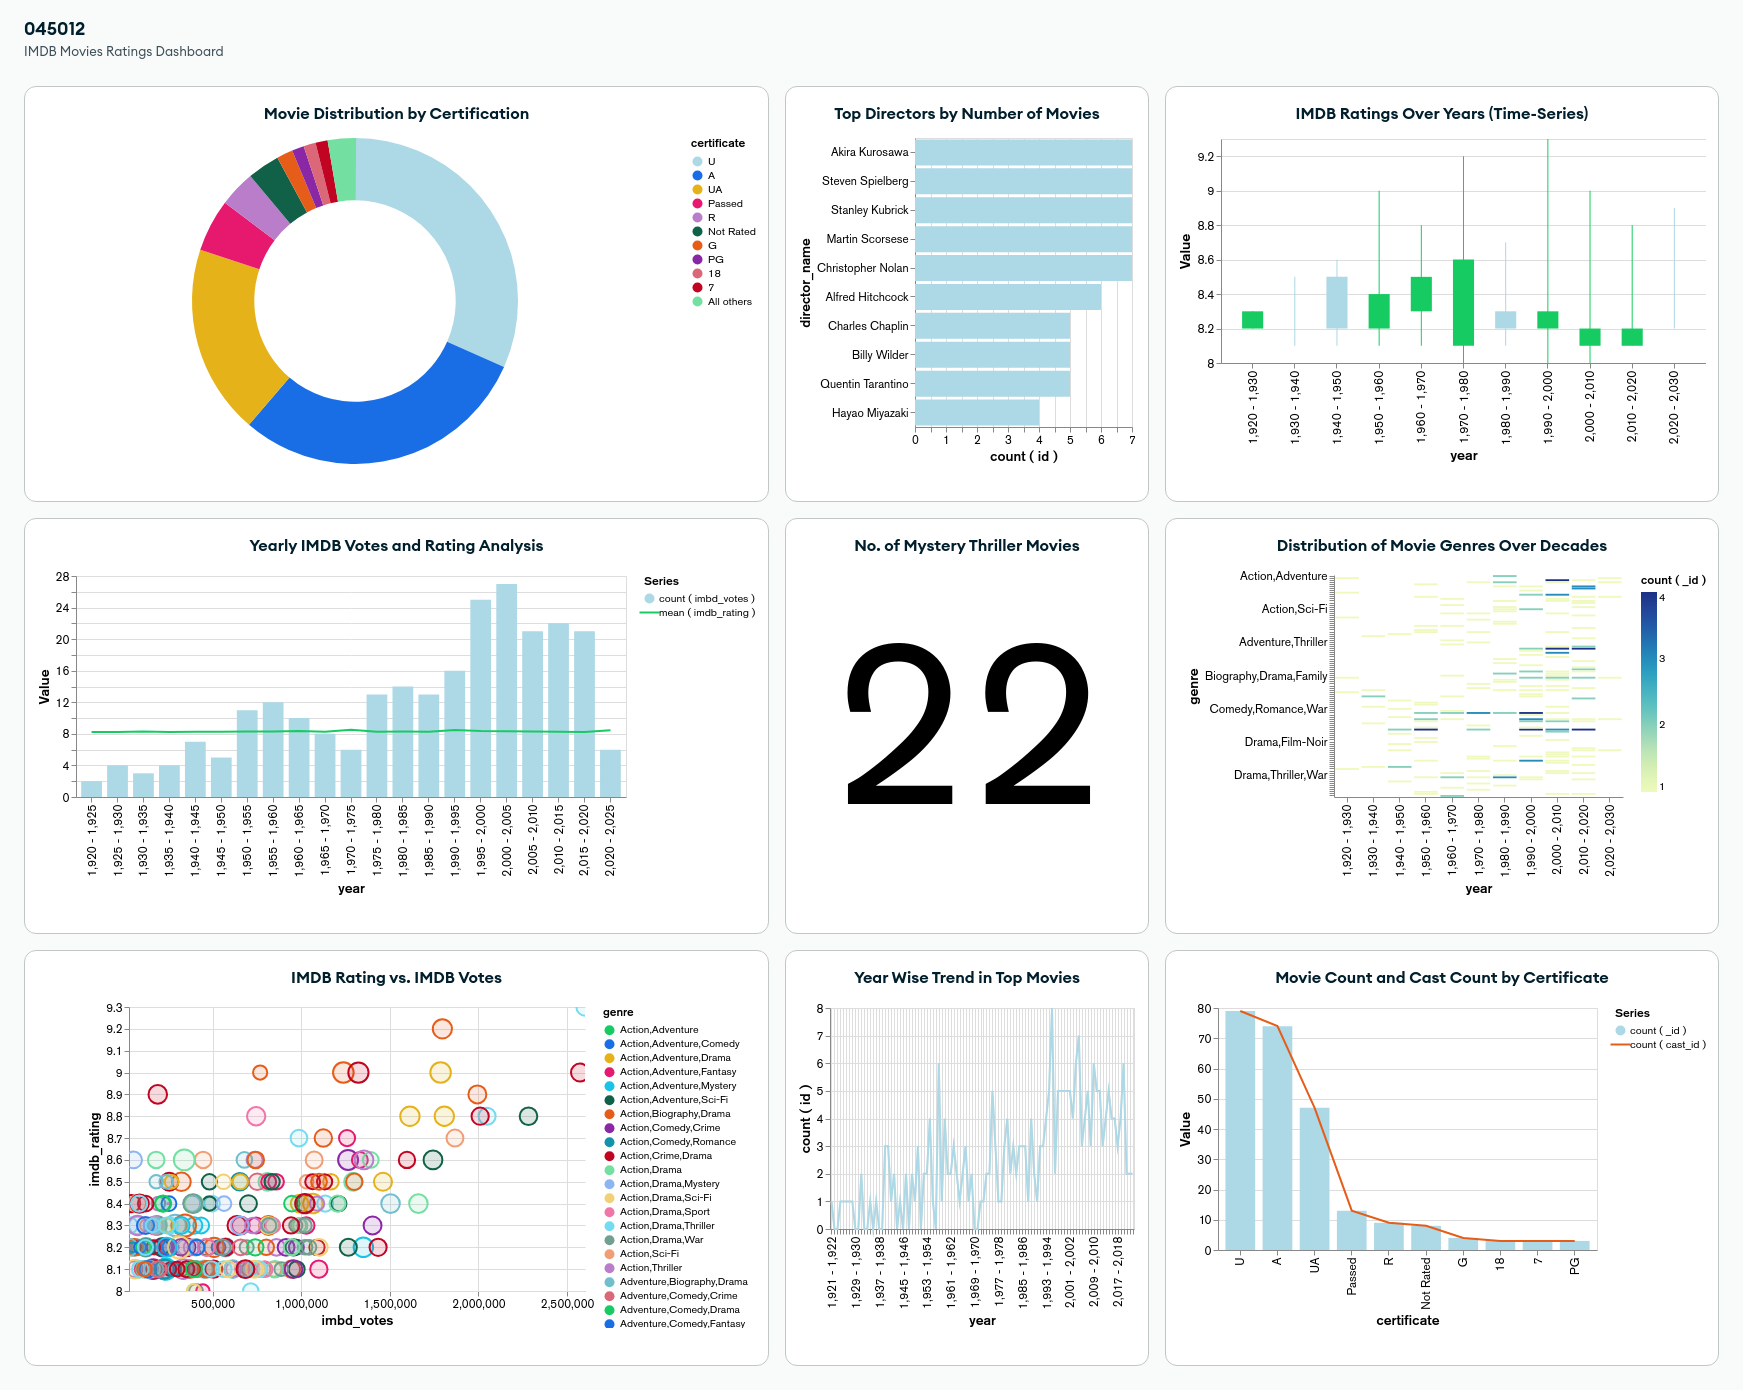 045012
IMDB Movies Ratings Dashboard
Movie Distribution by Certification
certificate
U
A
UA
Passed
R
Not Rated
G
PG
18
7
All others
Top Directors by Number of Movies
director_name
Akira Kurosawa
Steven Spielberg
Stanley Kubrick
Martin Scorsese
Christopher Nolan
Alfred Hitchcock
Charles Chaplin
Billy Wilder
Quentin Tarantino
Hayao Miyazaki
0 1 2 3 4 5 6 7
count ( id )
IMDB Ratings Over Years (Time-Series)
Value
9.2
9
8.8
8.6
8.4
8.2
8
1,920 - 1,930
1,930 - 1,940
1,940 - 1,950
1,950 - 1,960
1,960 - 1,970
1,970 - 1,980
1,980 - 1,990
1,990 - 2,000
2,000 - 2,010
2,010 - 2,020
2,020 - 2,030
year
Yearly IMDB Votes and Rating Analysis
Value
28
24
20
16
12
8
4
0
1,920 - 1,925
1,925 - 1,930
1,930 - 1,935
1,935 - 1,940
1,940 - 1,945
1,945 - 1,950
1,950 - 1,955
1,955 - 1,960
1,960 - 1,965
1,965 - 1,970
1,970 - 1,975
1,975 - 1,980
1,980 - 1,985
1,985 - 1,990
1,990 - 1,995
1,995 - 2,000
2,000 - 2,005
2,005 - 2,010
2,010 - 2,015
2,015 - 2,020
2,020 - 2,025
year
Series
count ( imbd_votes )
mean ( imdb_rating )
No. of Mystery Thriller Movies
22
Distribution of Movie Genres Over Decades
genre
Action,Adventure
Action,Sci-Fi
Adventure,Thriller
Biography,Drama,Family
Comedy,Romance,War
Drama,Film-Noir
Drama,Thriller,War
1,920 - 1,930
1,930 - 1,940
1,940 - 1,950
1,950 - 1,960
1,960 - 1,970
1,970 - 1,980
1,980 - 1,990
1,990 - 2,000
2,000 - 2,010
2,010 - 2,020
2,020 - 2,030
year
count ( _id )
4
3
2
1
IMDB Rating vs. IMDB Votes
imdb_rating
9.3
9.2
9.1
9
8.9
8.8
8.7
8.6
8.5
8.4
8.3
8.2
8.1
8
500,000 1,000,000 1,500,000 2,000,000 2,500,000
imbd_votes
genre
Action,Adventure
Action,Adventure,Comedy
Action,Adventure,Drama
Action,Adventure,Fantasy
Action,Adventure,Mystery
Action,Adventure,Sci-Fi
Action,Biography,Drama
Action,Comedy,Crime
Action,Comedy,Romance
Action,Crime,Drama
Action,Drama
Action,Drama,Mystery
Action,Drama,Sci-Fi
Action,Drama,Sport
Action,Drama,Thriller
Action,Drama,War
Action,Sci-Fi
Action,Thriller
Adventure,Biography,Drama
Adventure,Comedy,Crime
Adventure,Comedy,Drama
Adventure,Comedy,Fantasy
Year Wise Trend in Top Movies
count ( id )
8
7
6
5
4
3
2
1
0
1,921 - 1,922
1,929 - 1,930
1,937 - 1,938
1,945 - 1,946
1,953 - 1,954
1,961 - 1,962
1,969 - 1,970
1,977 - 1,978
1,985 - 1,986
1,993 - 1,994
2,001 - 2,002
2,009 - 2,010
2,017 - 2,018
year
Movie Count and Cast Count by Certificate
Value
80
70
60
50
40
30
20
10
0
U
A
UA
Passed
R
Not Rated
G
18
7
PG
certificate
Series
count ( _id )
count ( cast_id )